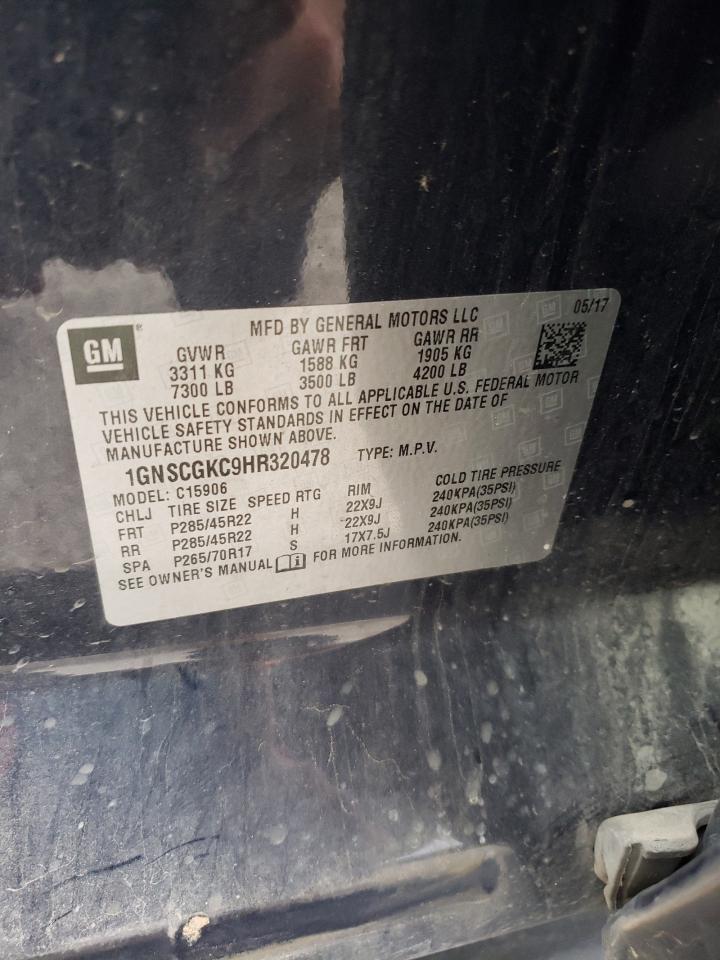 GM ®
MFD BY GENERAL MOTORS LLC 05/17
GVWR GAWR FRT GAWR RR
3311 KG 1588 KG 1905 KG
7300 LB 3500 LB 4200 LB
THIS VEHICLE CONFORMS TO ALL APPLICABLE U.S. FEDERAL MOTOR
VEHICLE SAFETY STANDARDS IN EFFECT ON THE DATE OF
MANUFACTURE SHOWN ABOVE.
1GNSCGKC9HR320478 TYPE: M.P.V.
MODEL: C15906
CHLJ TIRE SIZE SPEED RTG RIM COLD TIRE PRESSURE
FRT P285/45R22 H 22X9J 240KPA(35PSI)
RR P285/45R22 H 22X9J 240KPA(35PSI)
SPA P265/70R17 S 17X7.5J 240KPA(35PSI)
SEE OWNER'S MANUAL FOR MORE INFORMATION.